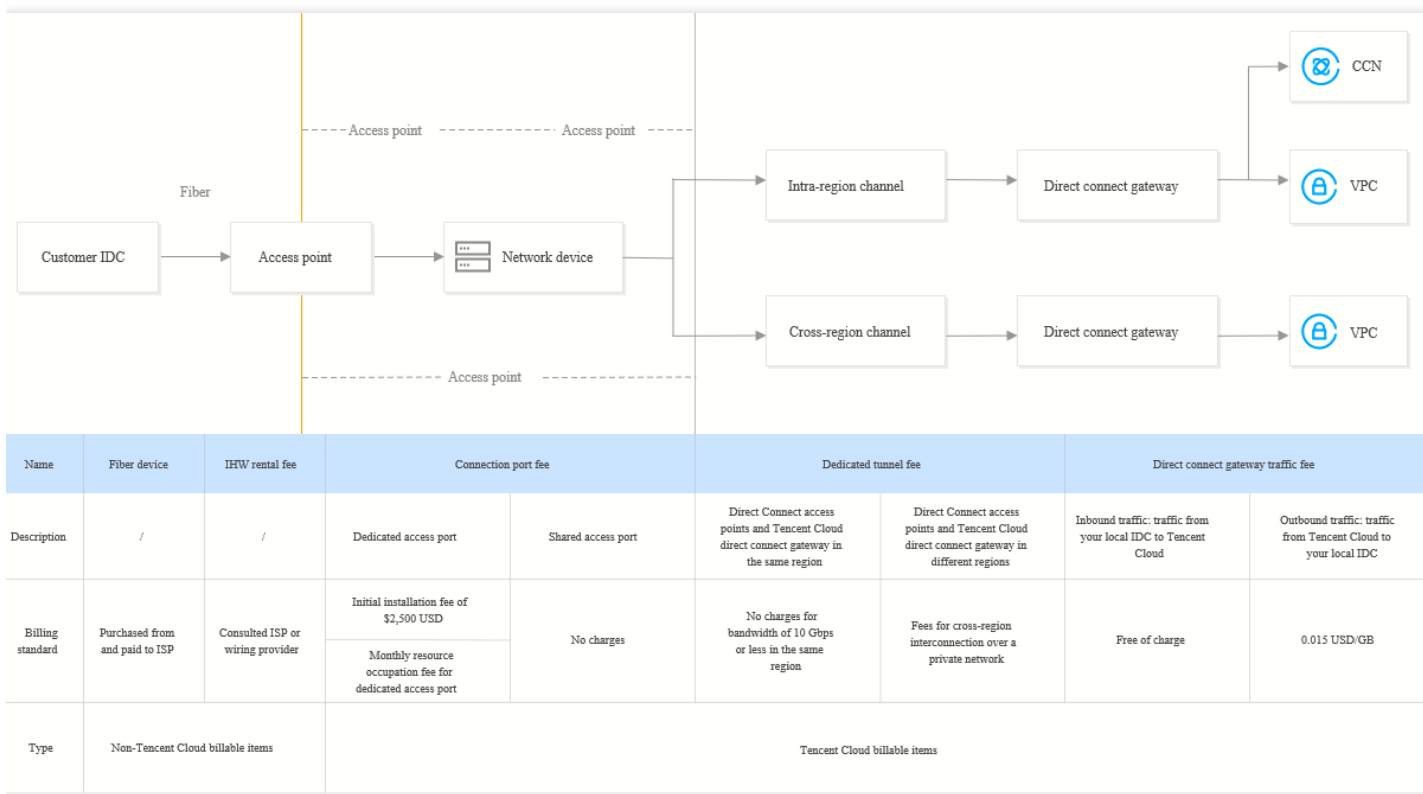 CCN
Access point
Access point
Fiber
Intra-region channel
Direct connect gateway
VPC
Customer IDC
Access point
Network device
Cross-region channel
Direct connect gateway
VPC
Access point
Name
Fiber device
IHW rental fee
Connection port fee
Dedicated tunnel fee
Direct connect gateway traffic fee
Description
/
/
Dedicated access port
Shared access port
Direct Connect access
points and Tencent Cloud
direct connect gateway in
the same region
Direct Connect access
points and Tencent Cloud
direct connect gateway in
different regions
Inbound traffic: traffic from
your local IDC to Tencent
Cloud
Outbound traffic: traffic
from Tencent Cloud to
your local IDC
Billing
standard
Purchased from
and paid to ISP
Consulted ISP or
wiring provider
Initial installation fee of
$2,500 USD
Monthly resource
occupation fee for
dedicated access port
No charges
No charges for
bandwidth of 10 Gbps
or less in the same
region
Fees for cross-region
interconnection over a
private network
Free of charge
0.015 USD/GB
Type
Non-Tencent Cloud billable items
Tencent Cloud billable items